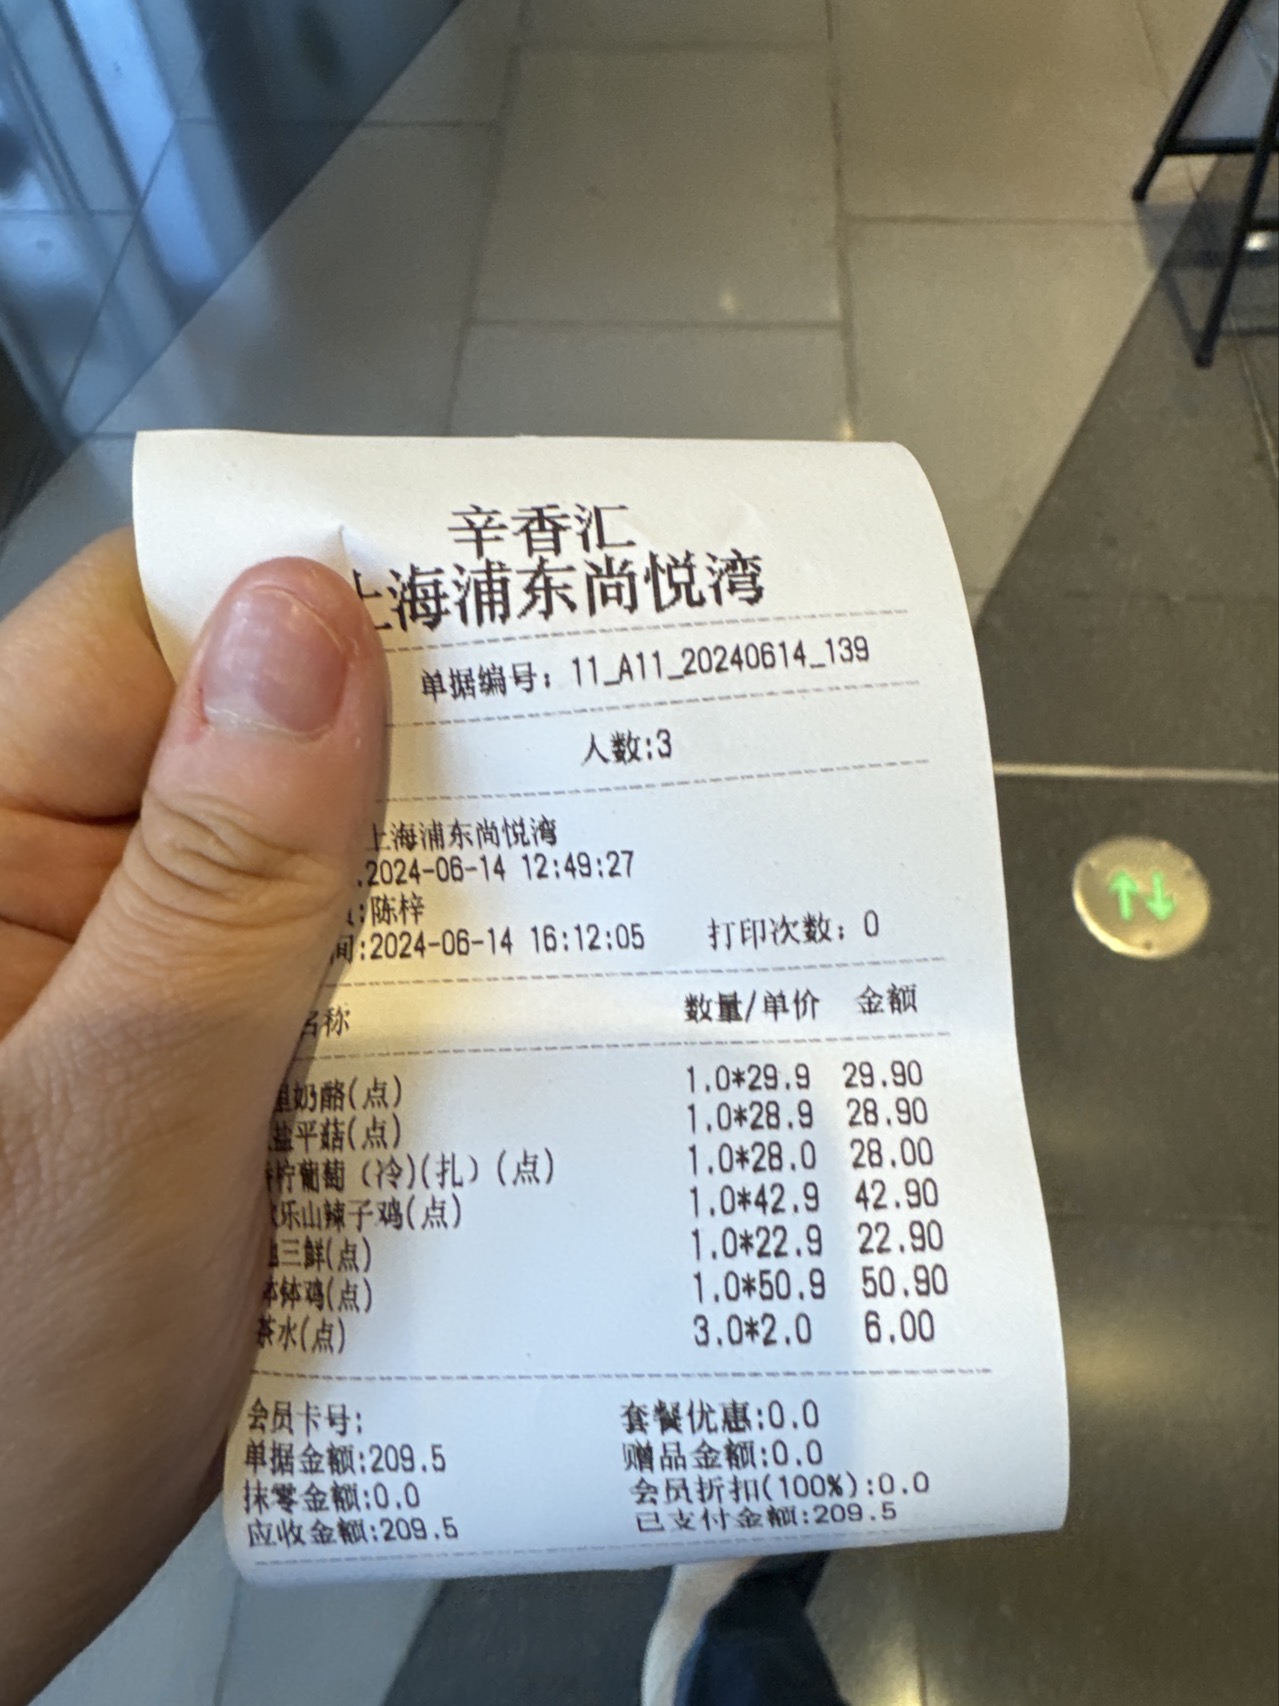 辛香汇
上海浦东尚悦湾
单据编号: 11_A11_20240614_139
人数:3
上海浦东尚悦湾
2024-06-14 12:49:27
:陈梓
间:2024-06-14 16:12:05 打印次数: 0
名称 数量/单价 金额
奶酪(点) 1.0*29.9 29.90
盐平菇(点) 1.0*28.9 28.90
柠葡萄(冷)(扎)(点) 1.0*28.0 28.00
乐山辣子鸡(点) 1.0*42.9 42.90
三鲜(点) 1.0*22.9 22.90
钵钵鸡(点) 1.0*50.9 50.90
茶水(点) 3.0*2.0 6.00
会员卡号: 套餐优惠:0.0
单据金额:209.5 赠品金额:0.0
抹零金额:0.0 会员折扣(100%):0.0
应收金额:209.5 已支付金额:209.5